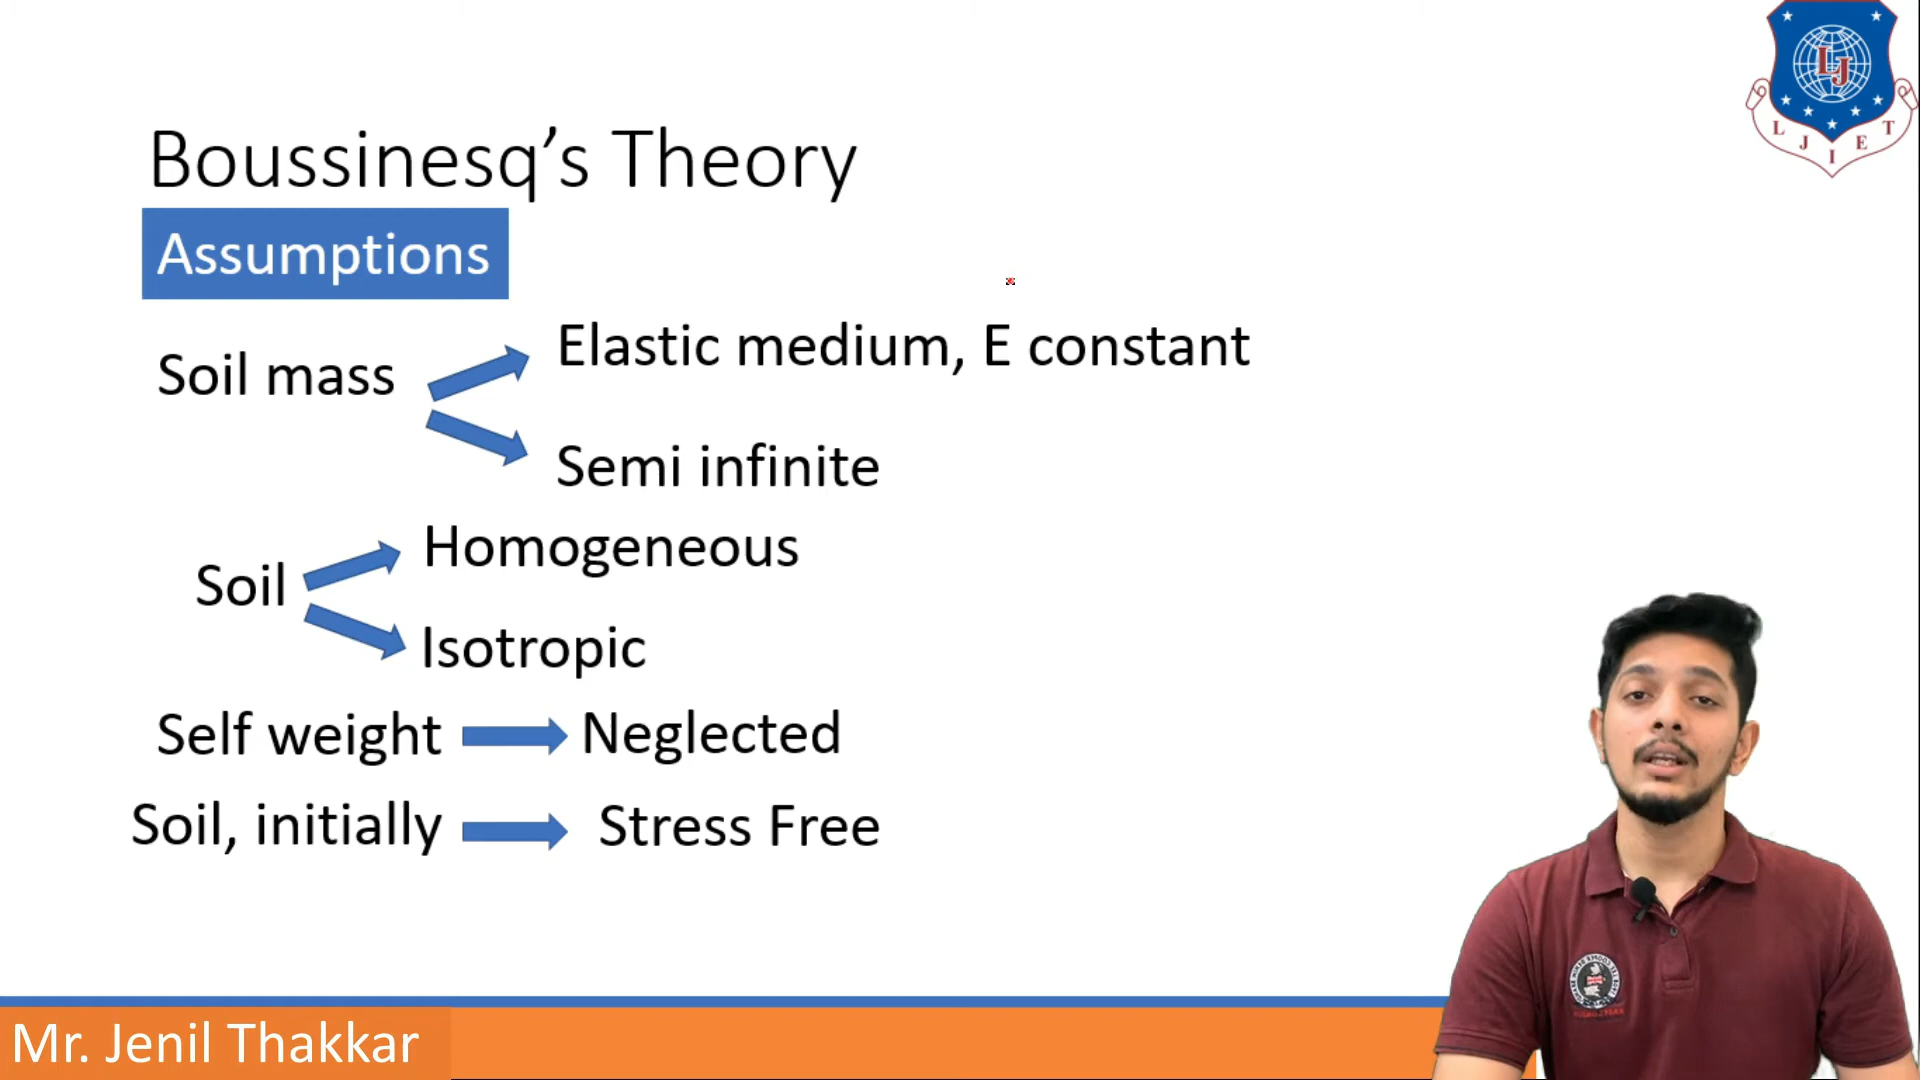 LJ
L J I E T
Boussinesq’s Theory
Assumptions
Soil mass
Elastic medium, E constant
Semi infinite
Soil
Homogeneous
Isotropic
Self weight
Neglected
Soil, initially
Stress Free
Mr. Jenil Thakkar